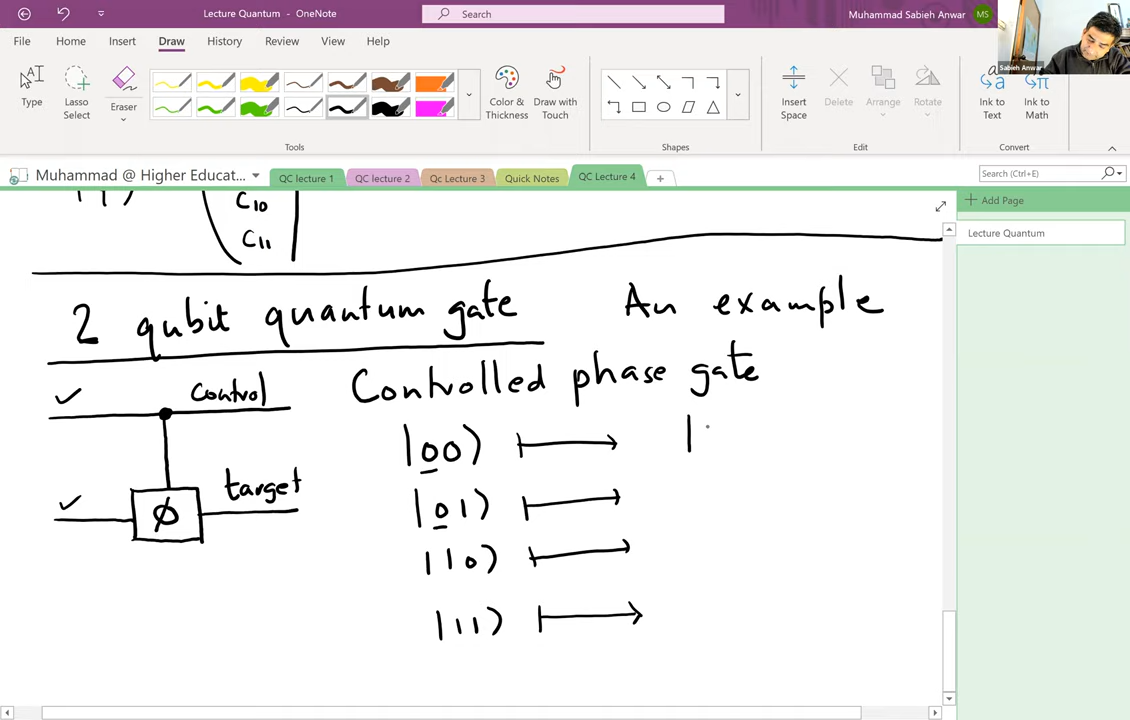 Lecture Quantum - OneNote
Search
Muhammad Sabieh Anwar
MS
Sabieh Anwar
File Home Insert Draw History Review View Help
Type
Lasso Select
Eraser
Color & Thickness
Draw with Touch
Insert Space
Delete
Arrange
Rotate
Ink to Text
Ink to Math
Tools
Shapes
Edit
Convert
Muhammad @ Higher Educat...
QC lecture 1
QC lecture 2
Qc Lecture 3
Quick Notes
QC Lecture 4
Search (Ctrl+E)
Add Page
Lecture Quantum
C10
C11
2 qubit quantum gate An example
Control
Controlled phase gate
target
ϕ
|00⟩ ↦ |
|01⟩ ↦
|10⟩ ↦
|11⟩ ↦